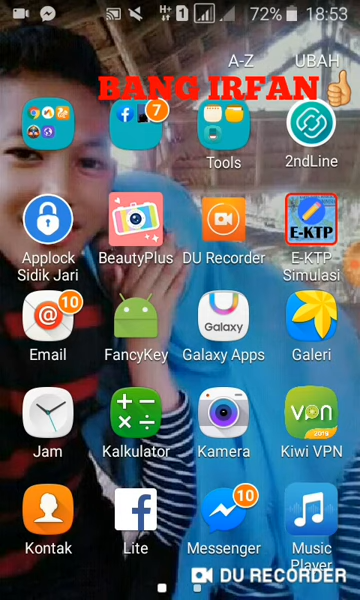 H+
1
72%
18:53
A-Z
UBAH
BANG IRFAN
7
Tools
2ndLine
E-KTP
Applock
Sidik Jari
BeautyPlus
DU Recorder
E-KTP
Simulasi
10
Email
FancyKey
Galaxy
Galaxy Apps
Galeri
VPN
2018
Jam
Kalkulator
Kamera
Kiwi VPN
10
Kontak
Lite
Messenger
Music
Player
DU RECORDER